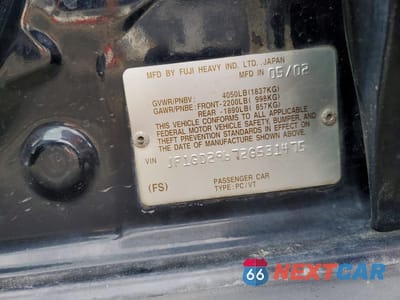 MFD BY FUJI HEAVY IND. LTD., JAPAN
MFD IN 05/02
GVWR/PNBV: 4050LB(1837KG)
GAWR/PNBE: FRONT-2200LB( 998KG)
REAR -1890LB( 857KG)
THIS VEHICLE CONFORMS TO ALL APPLICABLE
FEDERAL MOTOR VEHICLE SAFETY, BUMPER, AND
THEFT PREVENTION STANDARDS IN EFFECT ON
THE DATE OF MANUFACTURE SHOWN ABOVE.
VIN
(FS)
PASSENGER CAR
TYPE:PC/VT
66 NEXTCAR